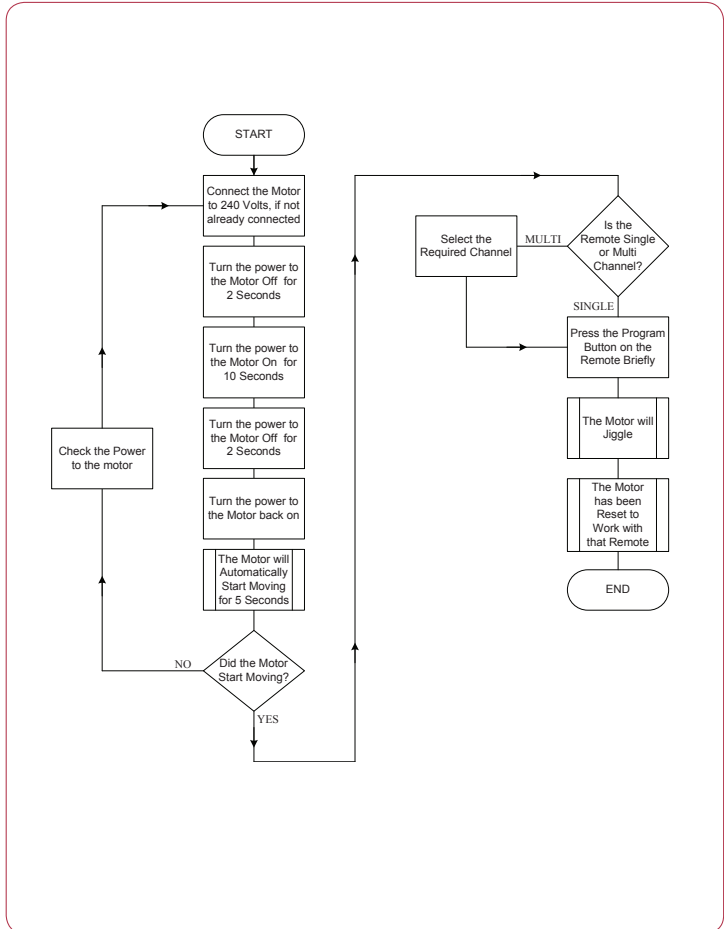 START
Connect the Motor
to 240 Volts, if not
already connected
Turn the power to
the Motor Off for
2 Seconds
Turn the power to
the Motor On for
10 Seconds
Turn the power to
the Motor Off for
2 Seconds
Turn the power to
the Motor back on
The Motor will
Automatically
Start Moving
for 5 Seconds
Did the Motor
Start Moving?
NO
YES
Check the Power
to the motor
Is the
Remote Single
or Multi
Channel?
MULTI
SINGLE
Select the
Required Channel
Press the Program
Button on the
Remote Briefly
The Motor will
Jiggle
The Motor
has been
Reset to
Work with
that Remote
END